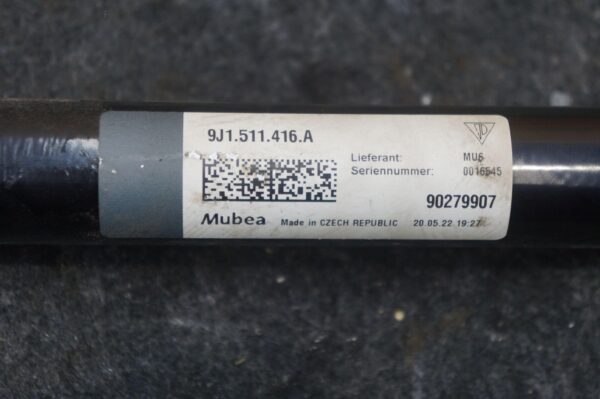 9J1.511.416.A
Lieferant: MU6
Seriennummer: 0016545
90279907
Mubea Made in CZECH REPUBLIC 20.05.22 19:27